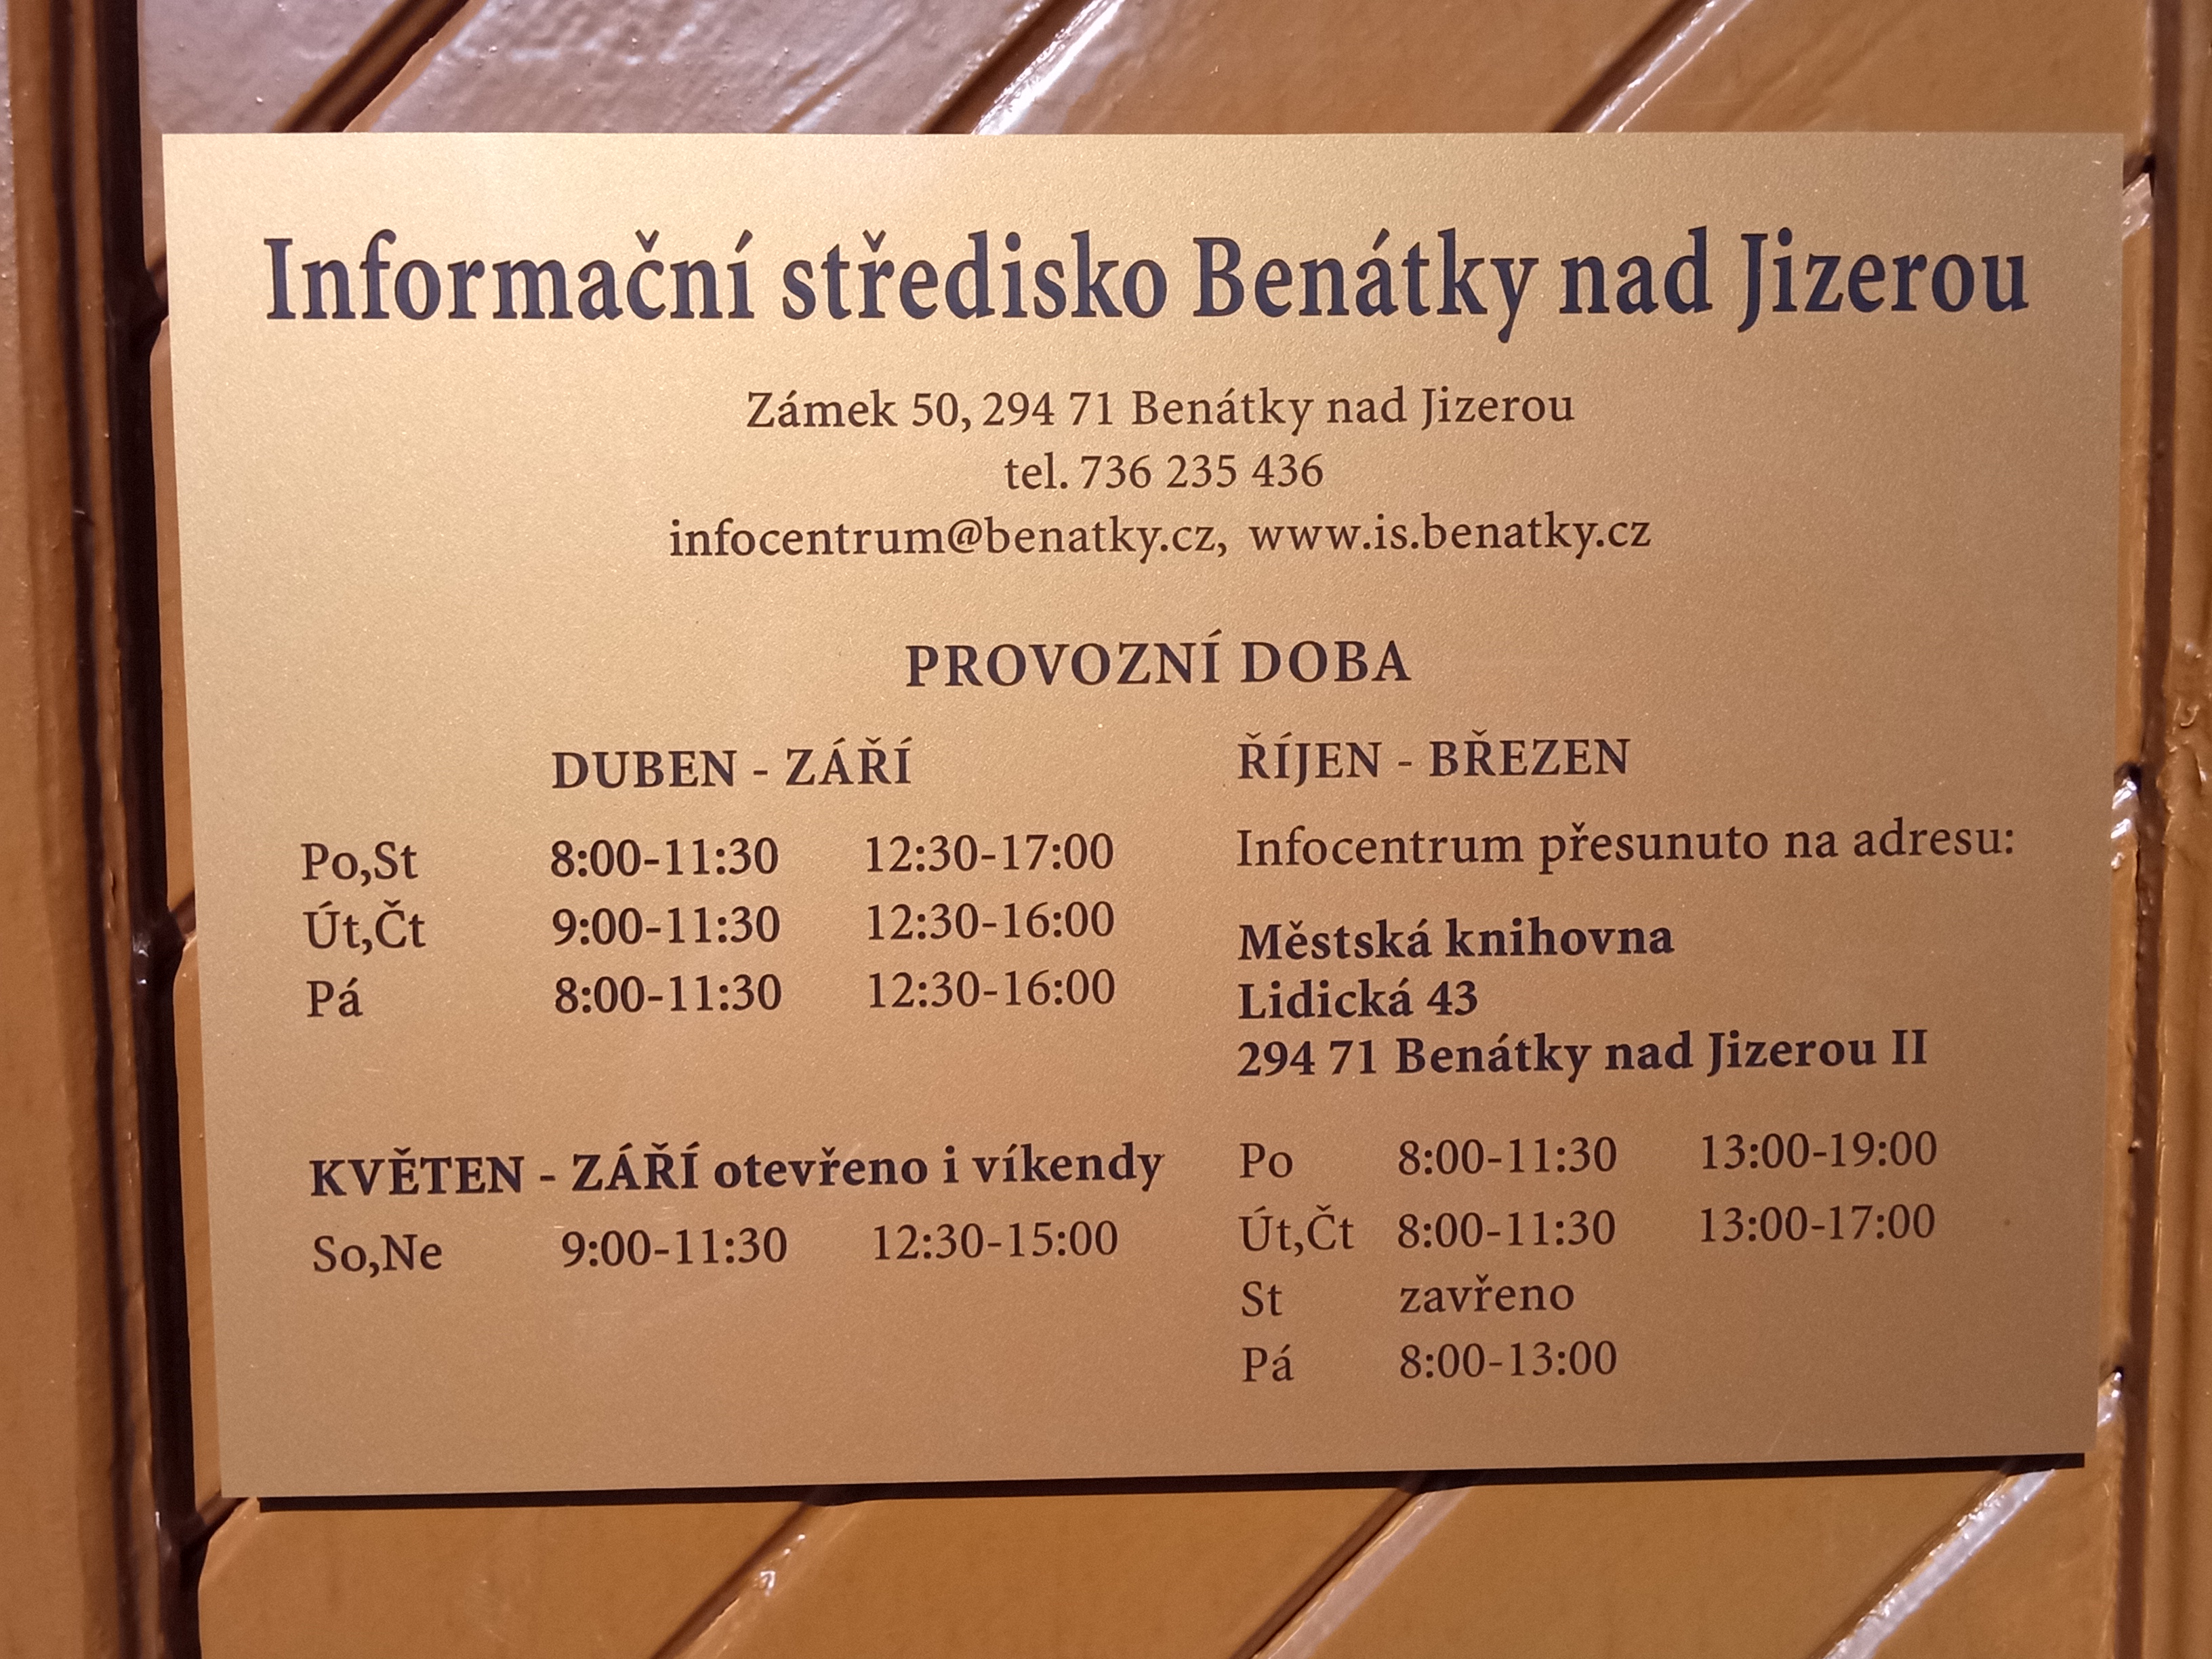 Informační středisko Benátky nad Jizerou
Zámek 50, 294 71 Benátky nad Jizerou
tel. 736 235 436
infocentrum@benatky.cz, www.is.benatky.cz
PROVOZNÍ DOBA
DUBEN - ZÁŘÍ
Po,St 8:00-11:30 12:30-17:00
Út,Čt 9:00-11:30 12:30-16:00
Pá 8:00-11:30 12:30-16:00
KVĚTEN - ZÁŘÍ otevřeno i víkendy
So,Ne 9:00-11:30 12:30-15:00
ŘÍJEN - BŘEZEN
Infocentrum přesunuto na adresu:
Městská knihovna
Lidická 43
294 71 Benátky nad Jizerou II
Po 8:00-11:30 13:00-19:00
Út,Čt 8:00-11:30 13:00-17:00
St zavřeno
Pá 8:00-13:00